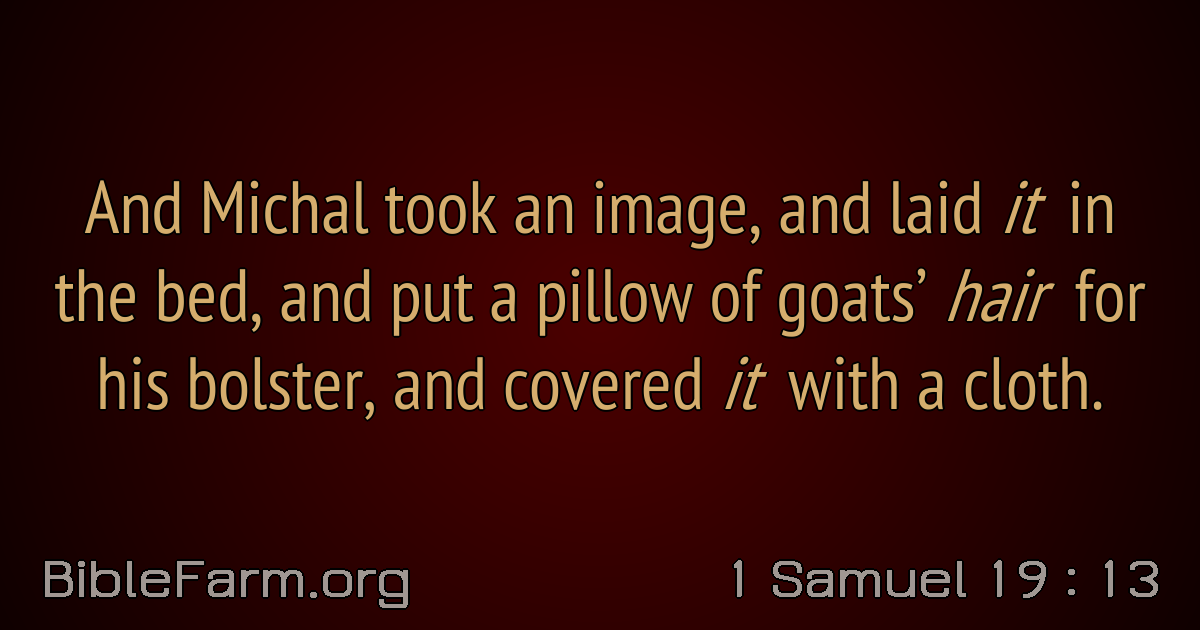 And Michal took an image, and laid it in
the bed, and put a pillow of goats’ hair for
his bolster, and covered it with a cloth.
BibleFarm.org
1 Samuel 19 : 13